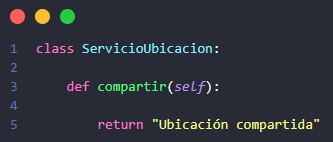 1 class ServicioUbicacion:
2
3     def compartir(self):
4
5         return "Ubicación compartida"